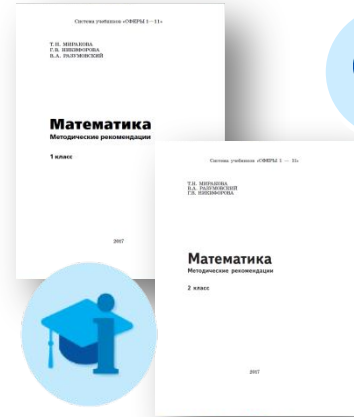 Система учебников «СФЕРЫ 1—11»
Т.Н. МИРАКОВА
Г.В. НИКИФОРОВА
В.А. РАЗУМОВСКИЙ
Математика
Методические рекомендации
1 класс
2017
Система учебников «СФЕРЫ 1 — 11»
Т.Н. МИРАКОВА
В.А. РАЗУМОВСКИЙ
Г.В. НИКИФОРОВА
Математика
Методические рекомендации
2 класс
2017
i